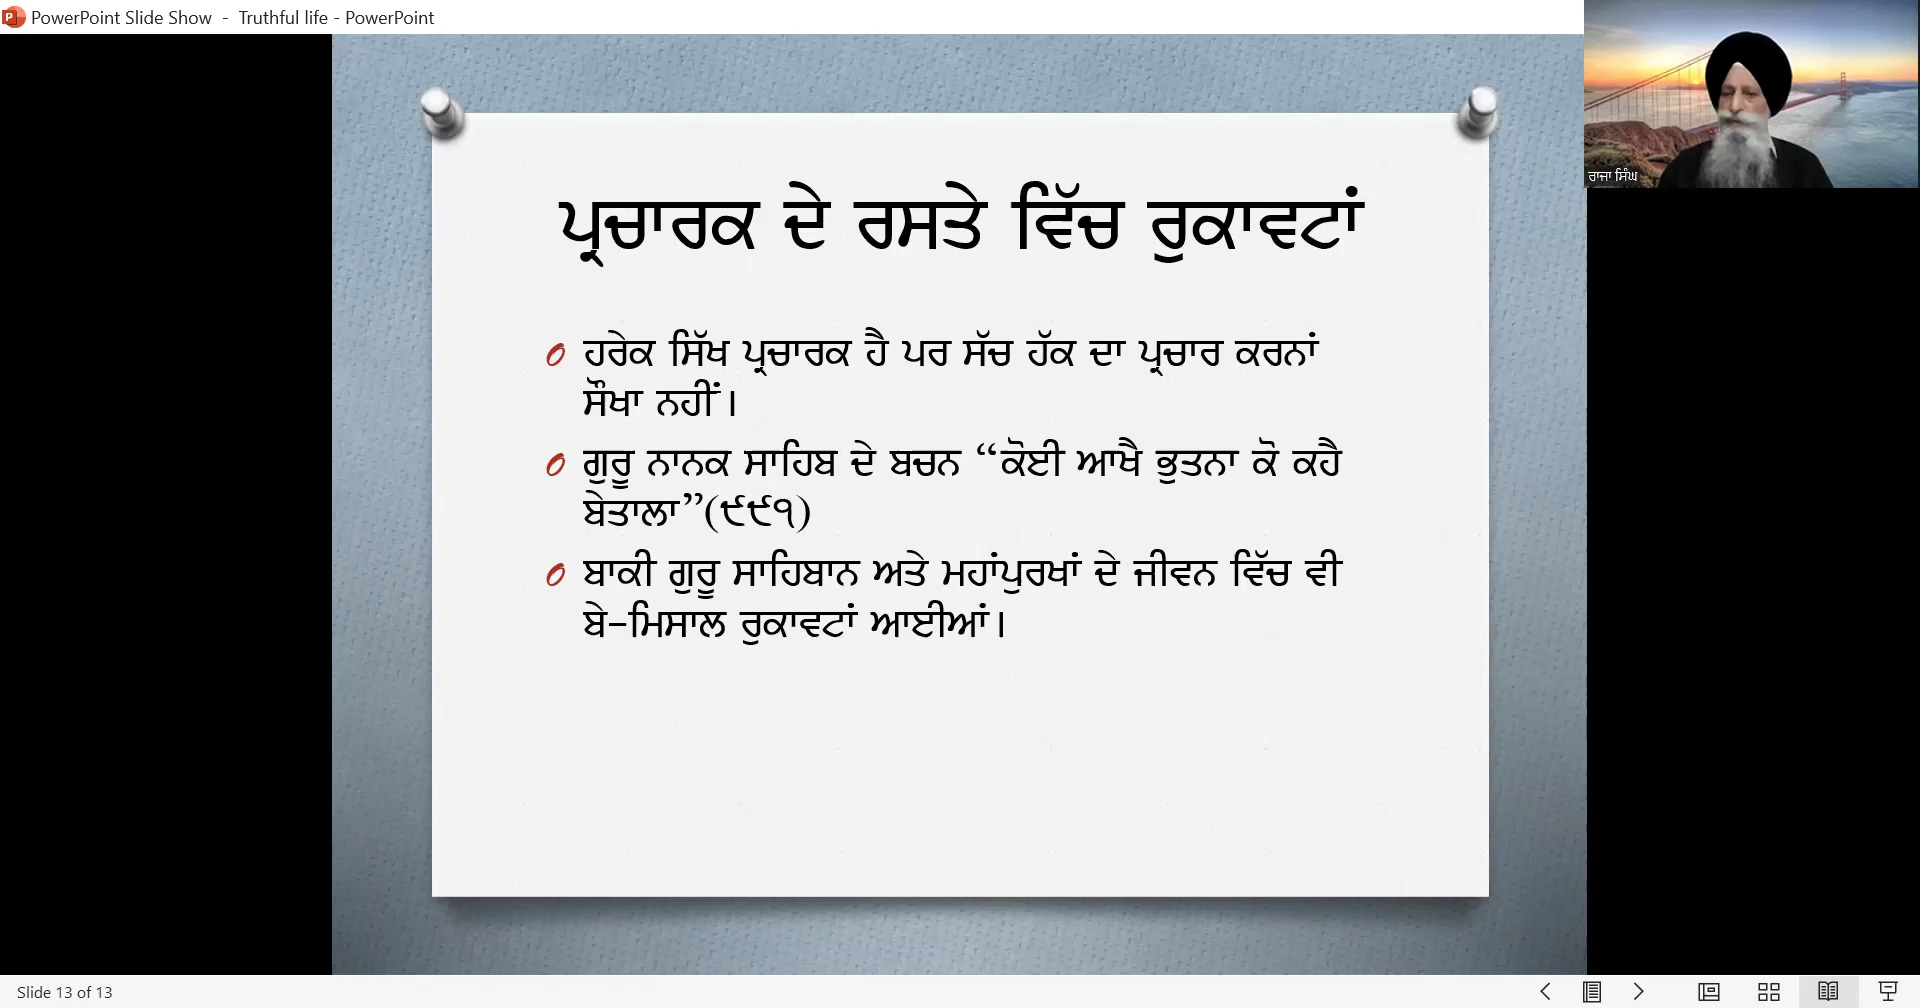 PowerPoint Slide Show - Truthful life - PowerPoint
ਰਾਜਾ ਸਿੰਘ
ਪ੍ਰਚਾਰਕ ਦੇ ਰਸਤੇ ਵਿੱਚ ਰੁਕਾਵਟਾਂ
ਹਰੇਕ ਸਿੱਖ ਪ੍ਰਚਾਰਕ ਹੈ ਪਰ ਸੱਚ ਹੱਕ ਦਾ ਪ੍ਰਚਾਰ ਕਰਨਾਂ
ਸੌਖਾ ਨਹੀਂ।
ਗੁਰੂ ਨਾਨਕ ਸਾਹਿਬ ਦੇ ਬਚਨ “ਕੋਈ ਆਖੈ ਭੁਤਨਾ ਕੋ ਕਹੈ
ਬੇਤਾਲਾ”(੯੯੧)
ਬਾਕੀ ਗੁਰੂ ਸਾਹਿਬਾਨ ਅਤੇ ਮਹਾਂਪੁਰਖਾਂ ਦੇ ਜੀਵਨ ਵਿੱਚ ਵੀ
ਬੇ-ਮਿਸਾਲ ਰੁਕਾਵਟਾਂ ਆਈਆਂ।
Slide 13 of 13